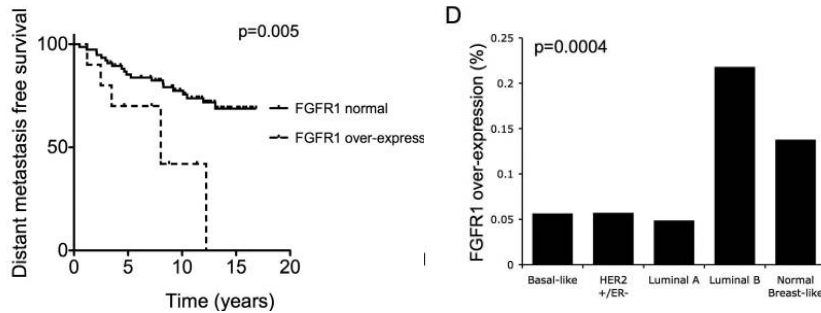 p=0.005
Distant metastasis free survival
100
50
0
0 5 10 15 20
Time (years)
FGFR1 normal
FGFR1 over-express
D
p=0.0004
FGFR1 over-expression (%)
0.25
0.2
0.15
0.1
0.05
0
Basal-like
HER2
+/ER-
Luminal A
Luminal B
Normal
Breast-like